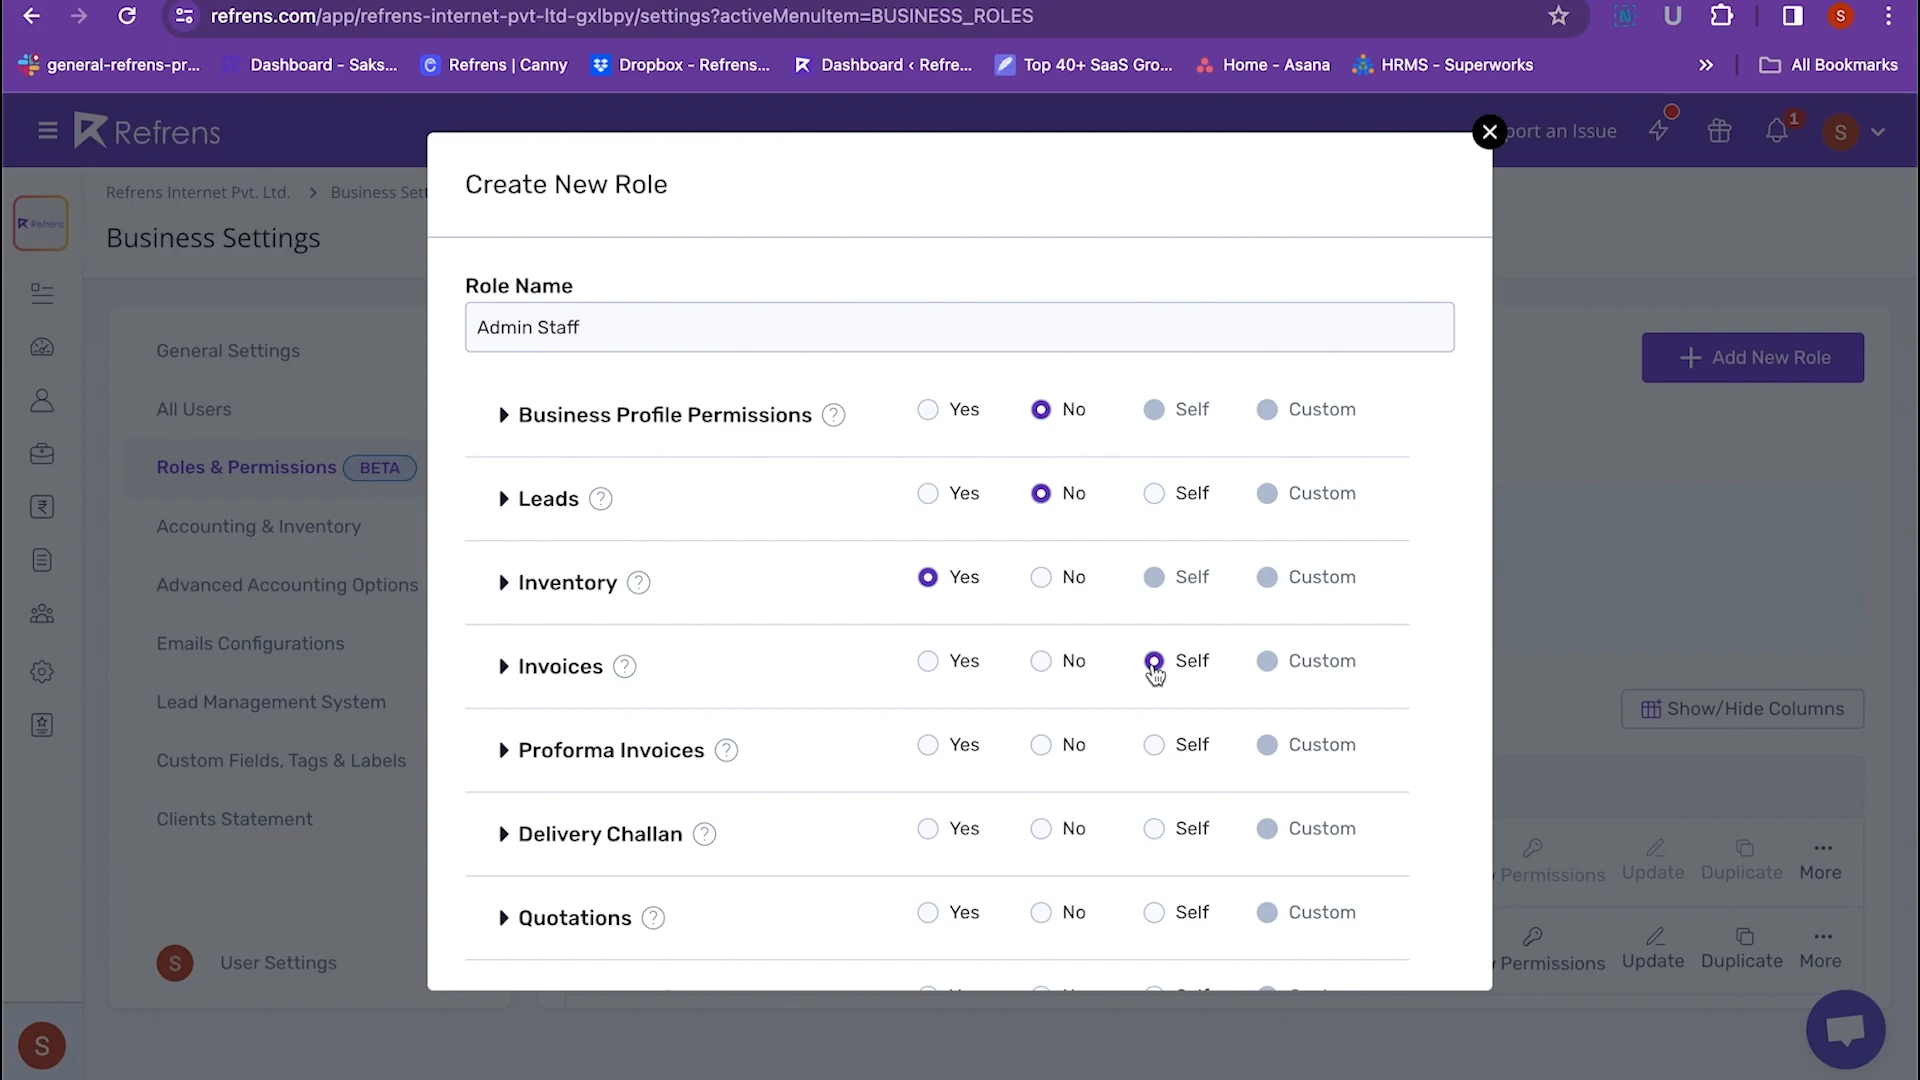 refrens.com/app/refrens-internet-pvt-ltd-gxlbpy/settings?activeMenuItem=BUSINESS_ROLES
N U S
general-refrens-pr... Dashboard - Saks... Refrens | Canny Dropbox - Refrens... Dashboard ‹ Refre... Top 40+ SaaS Gro... Home - Asana HRMS - Superworks » All Bookmarks
Refrens port an Issue 1 S
Refrens Internet Pvt. Ltd. > Business Sett
Business Settings
Refrens
General Settings
All Users
Roles & Permissions BETA
Accounting & Inventory
Advanced Accounting Options
Emails Configurations
Lead Management System
Custom Fields, Tags & Labels
Clients Statement
S User Settings
S
Create New Role
Role Name
Admin Staff
Business Profile Permissions ? Yes No Self Custom
Leads ? Yes No Self Custom
Inventory ? Yes No Self Custom
Invoices ? Yes No Self Custom
Proforma Invoices ? Yes No Self Custom
Delivery Challan ? Yes No Self Custom
Quotations ? Yes No Self Custom
+ Add New Role
Show/Hide Columns
Permissions Update Duplicate More
Permissions Update Duplicate More